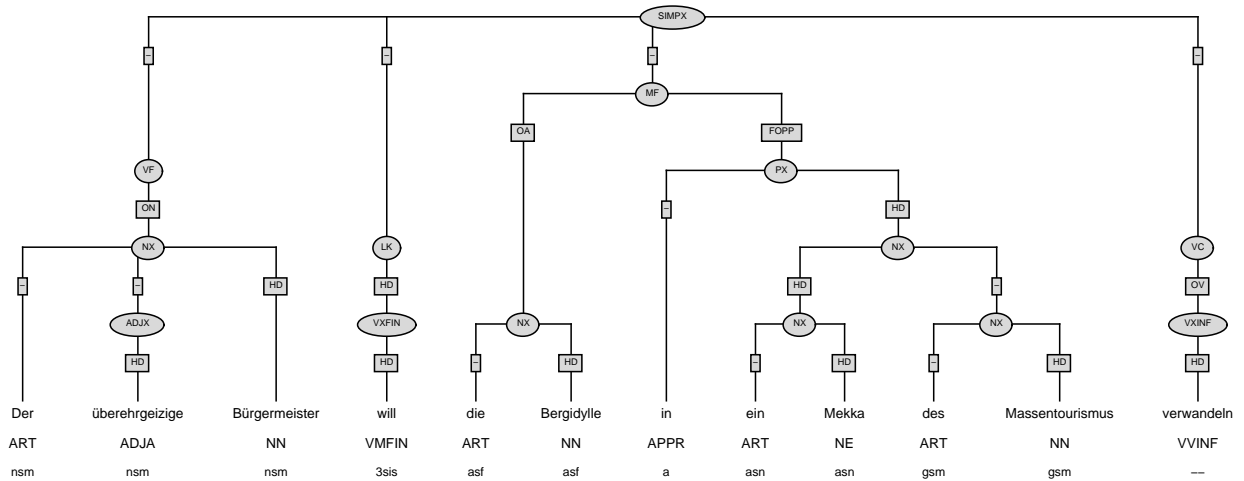 SIMPX
– – – –
MF
OA FOPP
VF PX
ON – HD
NX LK NX VC
– – HD HD HD – OV
ADJX VXFIN NX NX NX VXINF
HD HD – HD – HD – HD HD
Der überehrgeizige Bürgermeister will die Bergidylle in ein Mekka des Massentourismus verwandeln
ART ADJA NN VMFIN ART NN APPR ART NE ART NN VVINF
nsm nsm nsm 3sis asf asf a asn asn gsm gsm ––